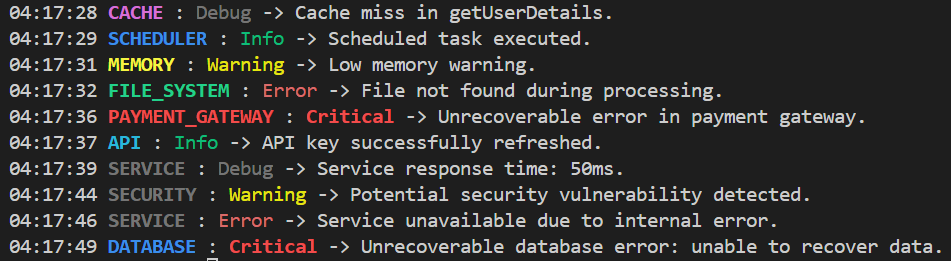 04:17:28 CACHE : Debug -> Cache miss in getUserDetails.
04:17:29 SCHEDULER : Info -> Scheduled task executed.
04:17:31 MEMORY : Warning -> Low memory warning.
04:17:32 FILE_SYSTEM : Error -> File not found during processing.
04:17:36 PAYMENT_GATEWAY : Critical -> Unrecoverable error in payment gateway.
04:17:37 API : Info -> API key successfully refreshed.
04:17:39 SERVICE : Debug -> Service response time: 50ms.
04:17:44 SECURITY : Warning -> Potential security vulnerability detected.
04:17:46 SERVICE : Error -> Service unavailable due to internal error.
04:17:49 DATABASE : Critical -> Unrecoverable database error: unable to recover data.